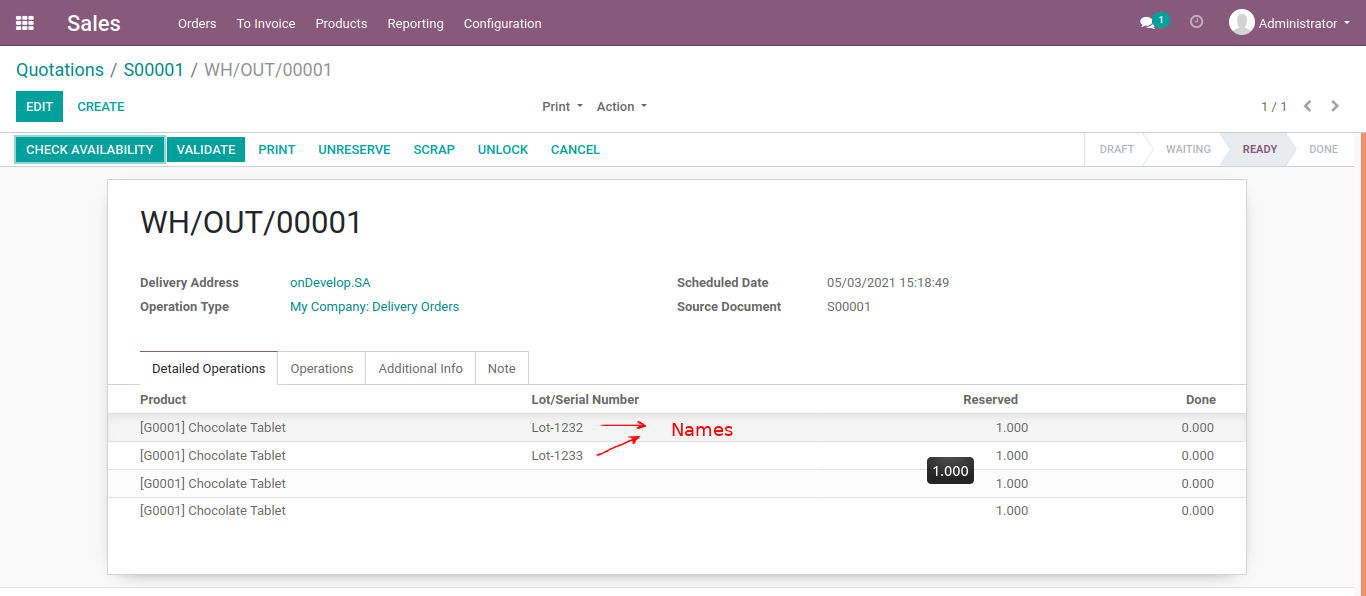 Sales Orders To Invoice Products Reporting Configuration 1 Administrator
Quotations / S00001 / WH/OUT/00001
EDIT CREATE Print Action 1 / 1
CHECK AVAILABILITY VALIDATE PRINT UNRESERVE SCRAP UNLOCK CANCEL DRAFT WAITING READY DONE
WH/OUT/00001
Delivery Address onDevelop.SA Scheduled Date 05/03/2021 15:18:49
Operation Type My Company: Delivery Orders Source Document S00001
Detailed Operations Operations Additional Info Note
Product Lot/Serial Number Reserved Done
[G0001] Chocolate Tablet Lot-1232 Names 1.000 0.000
[G0001] Chocolate Tablet Lot-1233 1.000 0.000
1.000
[G0001] Chocolate Tablet 1.000 0.000
[G0001] Chocolate Tablet 1.000 0.000